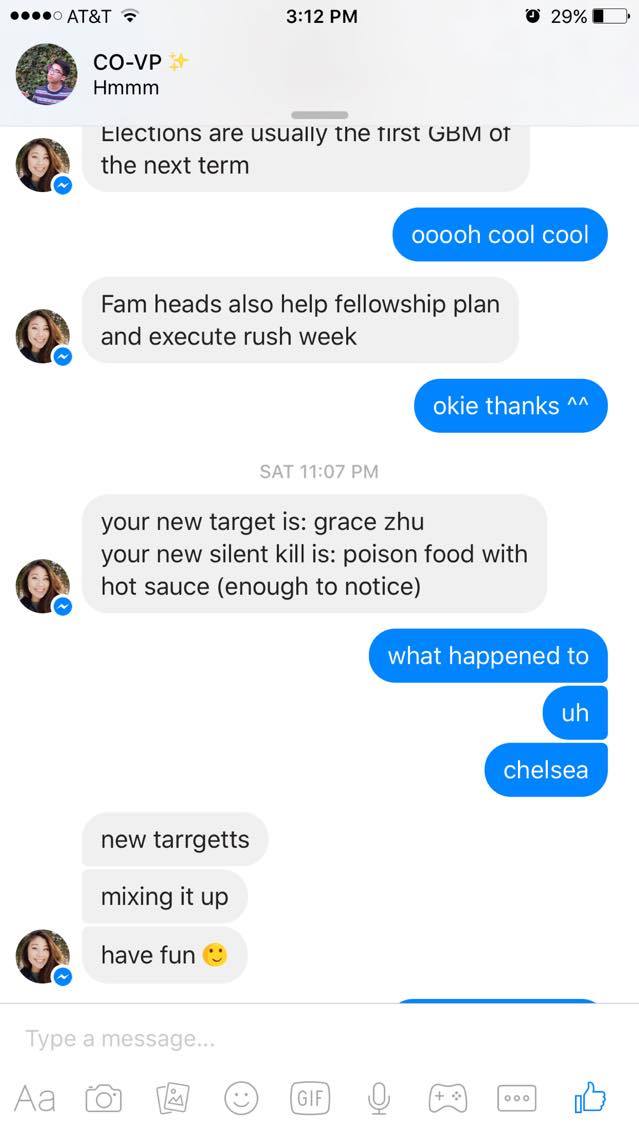 AT&T
3:12 PM
29%
CO-VP ✨
Hmmm
Elections are usually the first GBM of
the next term
ooooh cool cool
Fam heads also help fellowship plan
and execute rush week
okie thanks ^^
SAT 11:07 PM
your new target is: grace zhu
your new silent kill is: poison food with
hot sauce (enough to notice)
what happened to
uh
chelsea
new tarrgetts
mixing it up
have fun 🙂
Type a message...
Aa
GIF